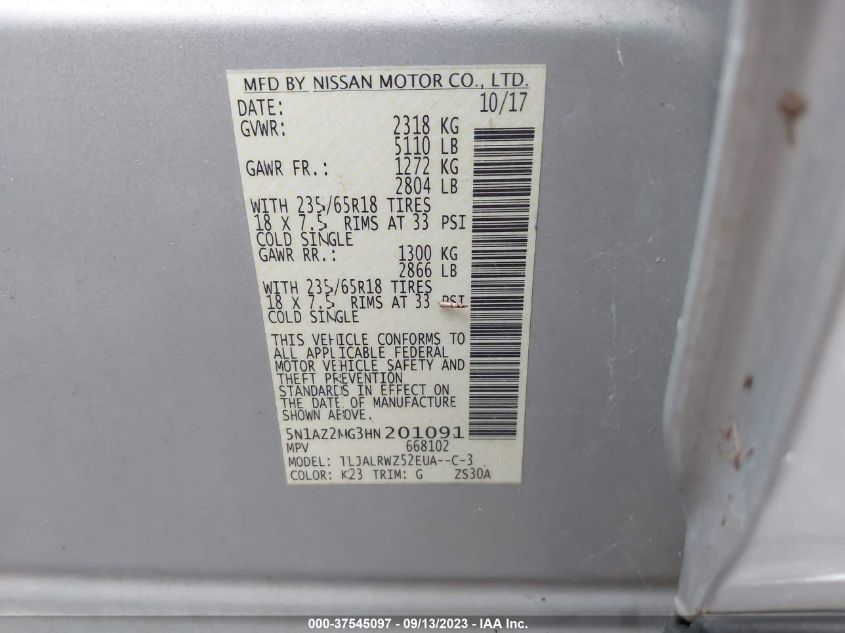 MFD BY NISSAN MOTOR CO., LTD.
DATE: 10/17
GVWR: 2318 KG
5110 LB
GAWR FR.: 1272 KG
2804 LB
WITH 235/65R18 TIRES
18 X 7.5 RIMS AT 33 PSI
COLD SINGLE
GAWR RR.: 1300 KG
2866 LB
WITH 235/65R18 TIRES
18 X 7.5 RIMS AT 33 PSI
COLD SINGLE
THIS VEHICLE CONFORMS TO
ALL APPLICABLE FEDERAL
MOTOR VEHICLE SAFETY AND
THEFT PREVENTION
STANDARDS IN EFFECT ON
THE DATE OF MANUFACTURE
SHOWN ABOVE.
5N1AZ2MG3HN201091
MPV 668102
MODEL: TLJALRWZ52EUA--C-3
COLOR: K23 TRIM: G ZS30A
000-37545097 - 09/13/2023 - IAA Inc.